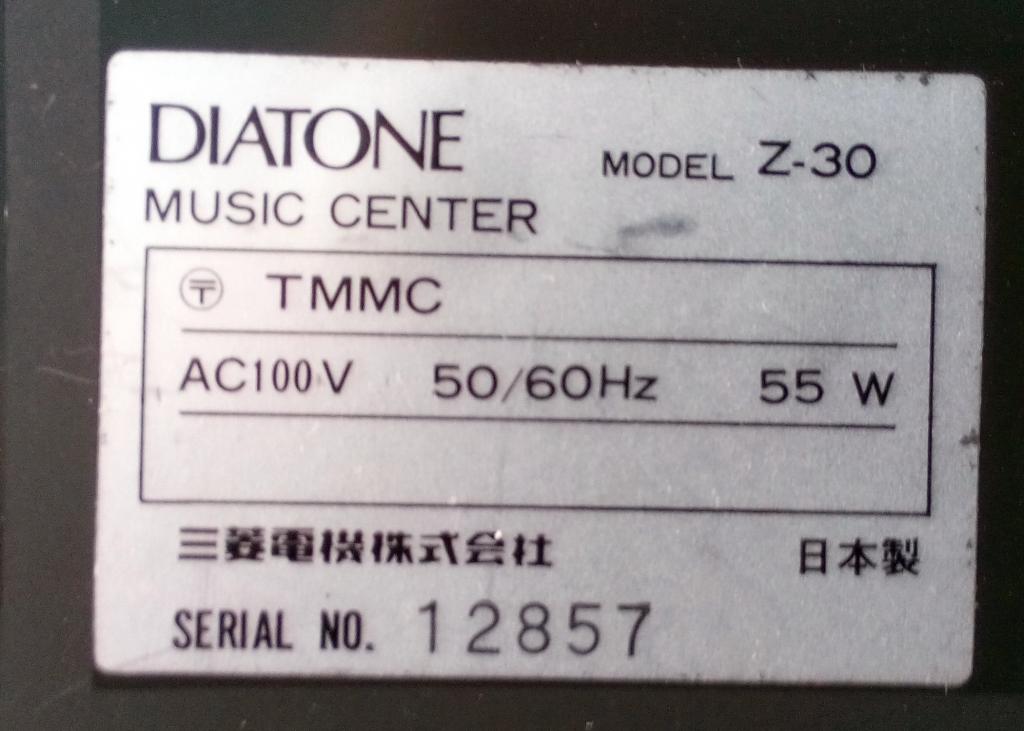 DIATONE
MODEL Z-30
MUSIC CENTER
〶 TMMC
AC100V 50/60Hz 55 W
三菱電機株式会社 日本製
SERIAL NO. 12857